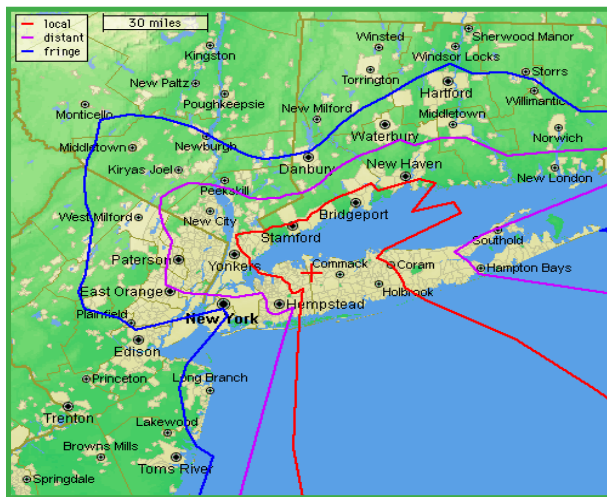 local
distant
fringe
30 miles
Kingston
Winsted
Sherwood Manor
Windsor Locks
Torrington
Storrs
New Paltz
Hartford
Poughkeepsie
Willimantic
Monticello
New Milford
Middletown
Waterbury
Norwich
Middletown
Newburgh
Danbury
New Haven
Kiryas Joel
New London
Peekskill
Bridgeport
West Milford
New City
Stamford
Southold
Paterson
Yonkers
Commack
Coram
Hampton Bays
East Orange
Hempstead
Holbrook
Plainfield
New York
Edison
Princeton
Long Branch
Trenton
Lakewood
Browns Mills
Toms River
Springdale